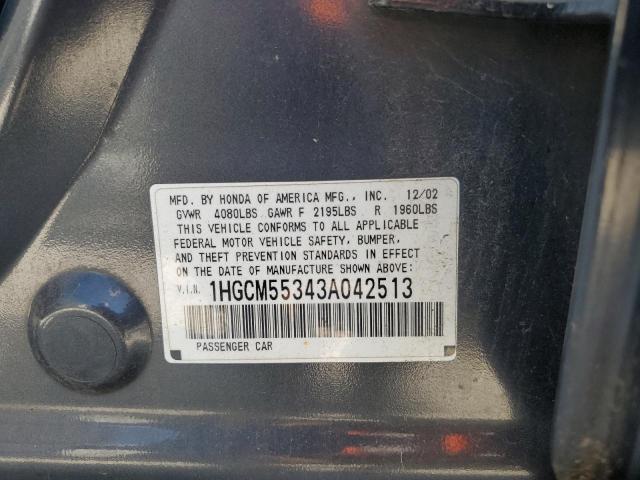 MFD. BY HONDA OF AMERICA MFG., INC. 12/02
GVWR 4080LBS GAWR F 2195LBS R 1960LBS
THIS VEHICLE CONFORMS TO ALL APPLICABLE
FEDERAL MOTOR VEHICLE SAFETY, BUMPER,
AND THEFT PREVENTION STANDARDS IN EFFECT
ON THE DATE OF MANUFACTURE SHOWN ABOVE:
V.I.N. 1HGCM55343A042513
PASSENGER CAR